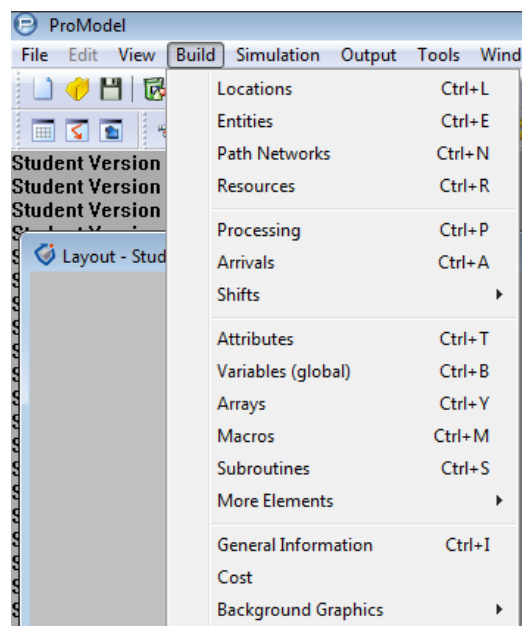 ProModel
File Edit View Build Simulation Output Tools Wind
Locations Ctrl+L
Entities Ctrl+E
Student Version Path Networks Ctrl+N
Student Version Resources Ctrl+R
Student Version
Processing Ctrl+P
Layout - Stud Arrivals Ctrl+A
Shifts
Attributes Ctrl+T
Variables (global) Ctrl+B
Arrays Ctrl+Y
Macros Ctrl+M
Subroutines Ctrl+S
More Elements
General Information Ctrl+I
Cost
Background Graphics